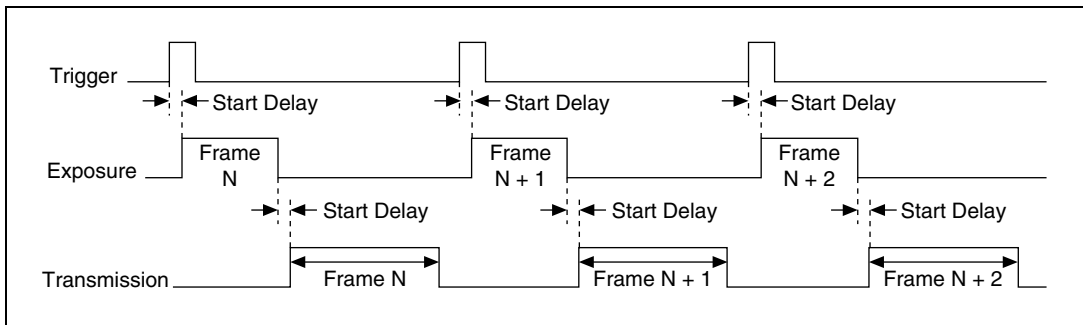 Trigger
Start Delay Start Delay Start Delay
Exposure
Frame N Frame N + 1 Frame N + 2
Start Delay Start Delay Start Delay
Transmission
Frame N Frame N + 1 Frame N + 2